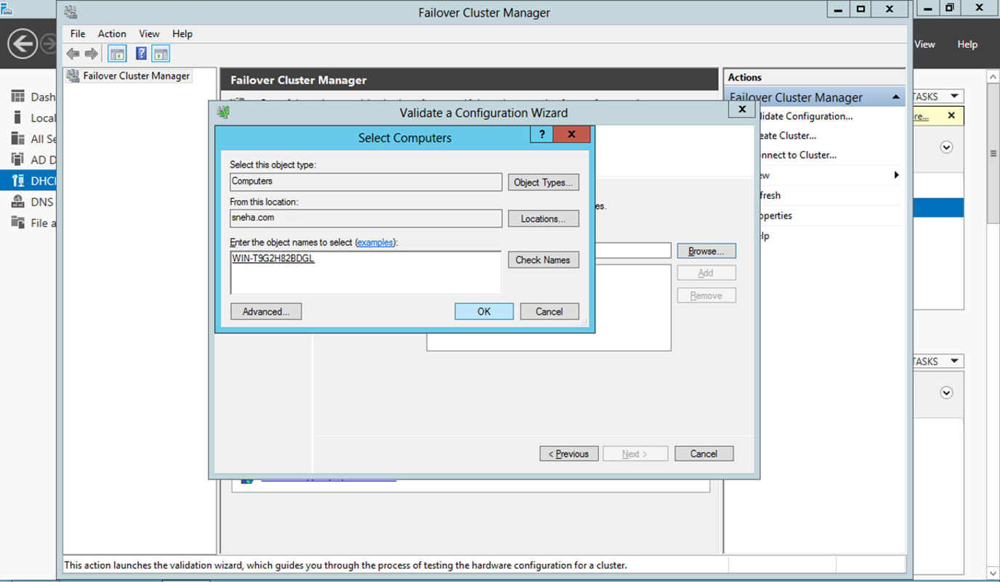 Failover Cluster Manager
File Action View Help
View Help
Failover Cluster Manager
Failover Cluster Manager
Actions
Failover Cluster Manager
Validate a Configuration Wizard
Select Computers
?
Select this object type:
Computers
Object Types...
From this location:
sneha.com
Locations...
Enter the object names to select (examples):
WIN-T9G2H82BDGL
Check Names
Advanced...
OK
Cancel
es.
Browse...
Add
Remove
< Previous
Next >
Cancel
lidate Configuration...
eate Cluster...
nnect to Cluster...
ew
fresh
operties
lp
Dash
Local
All Se
AD D
DHCI
DNS
File a
TASKS
re...
TASKS
This action launches the validation wizard, which guides you through the process of testing the hardware configuration for a cluster.